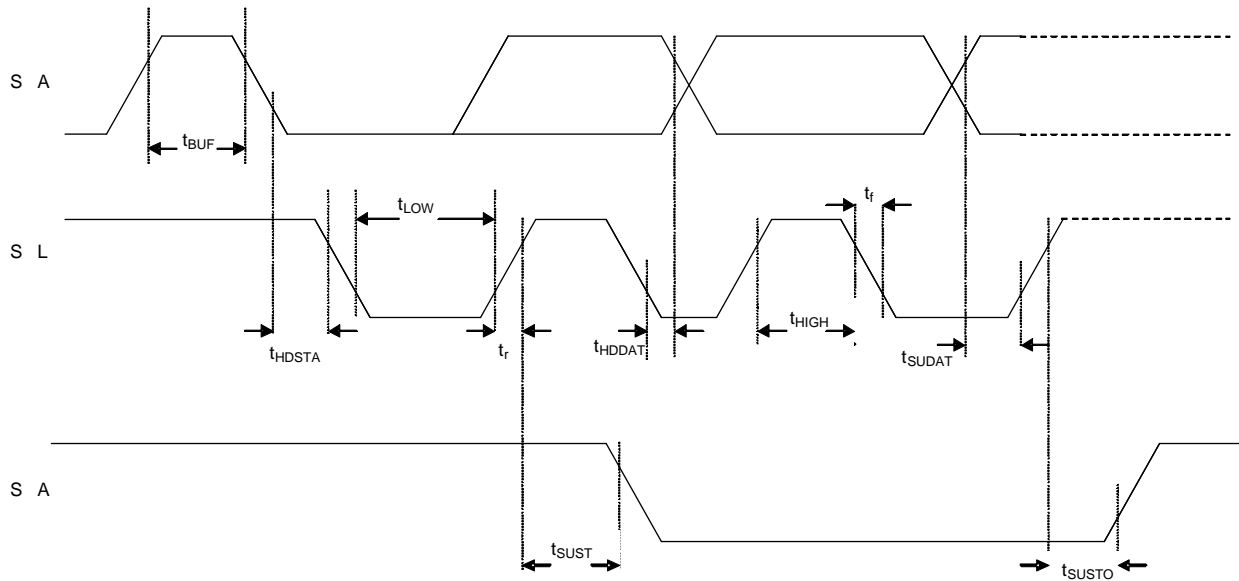 S A
tBUF
tLOW
tf
S L
tHDSTA
tr
tHDDAT
tHIGH
tSUDAT
S A
tSUST
tSUSTO